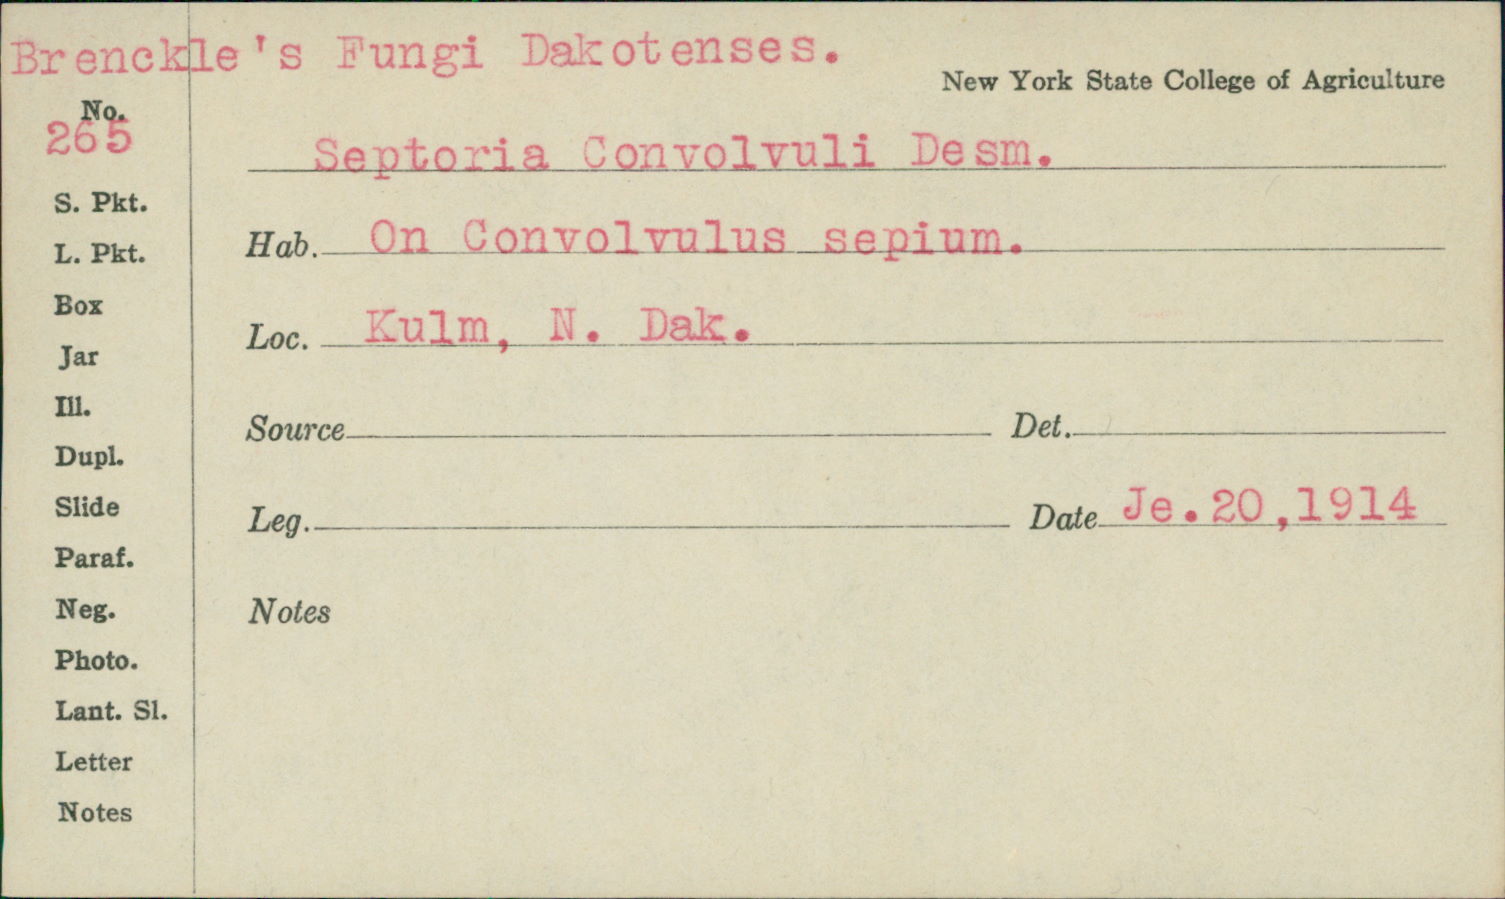 Brenckle's Fungi Dakotenses.
New York State College of Agriculture
No.
265
Septoria Convolvuli Desm.
S. Pkt.
Hab. On Convolvulus sepium.
L. Pkt.
Box
Loc. Kulm, N. Dak.
Jar
Ill.
Source Det.
Dupl.
Slide
Leg. Date Je.20,1914
Paraf.
Neg.
Notes
Photo.
Lant. Sl.
Letter
Notes